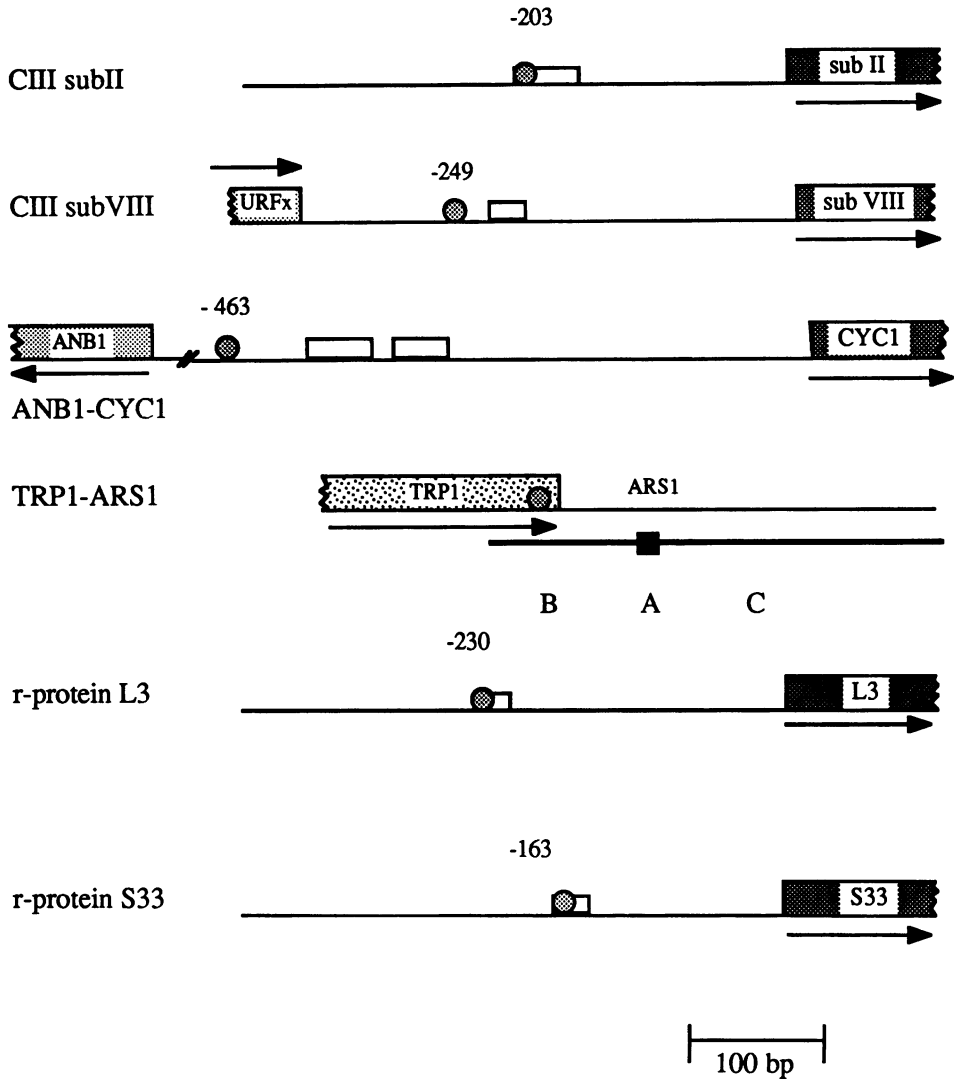 -203
CIII subII
sub II
-249
CIII subVIII
URFx
sub VIII
- 463
ANB1
CYC1
ANB1-CYC1
TRP1-ARS1
TRP1
ARS1
B A C
-230
r-protein L3
L3
-163
r-protein S33
S33
100 bp